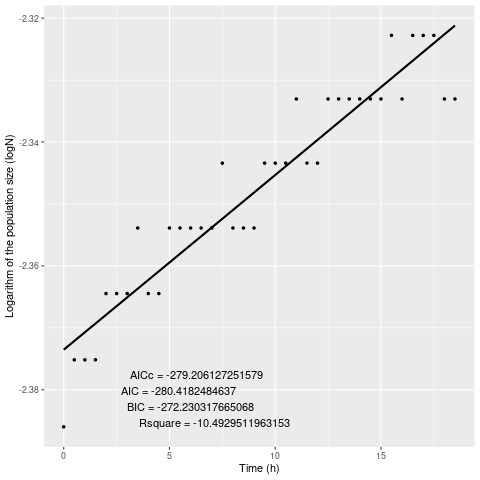 -2.32
-2.34
-2.36
-2.38
Logarithm of the population size (logN)
AICc = -279.206127251579
AIC = -280.4182484637
BIC = -272.230317665068
Rsquare = -10.4929511963153
0 5 10 15
Time (h)